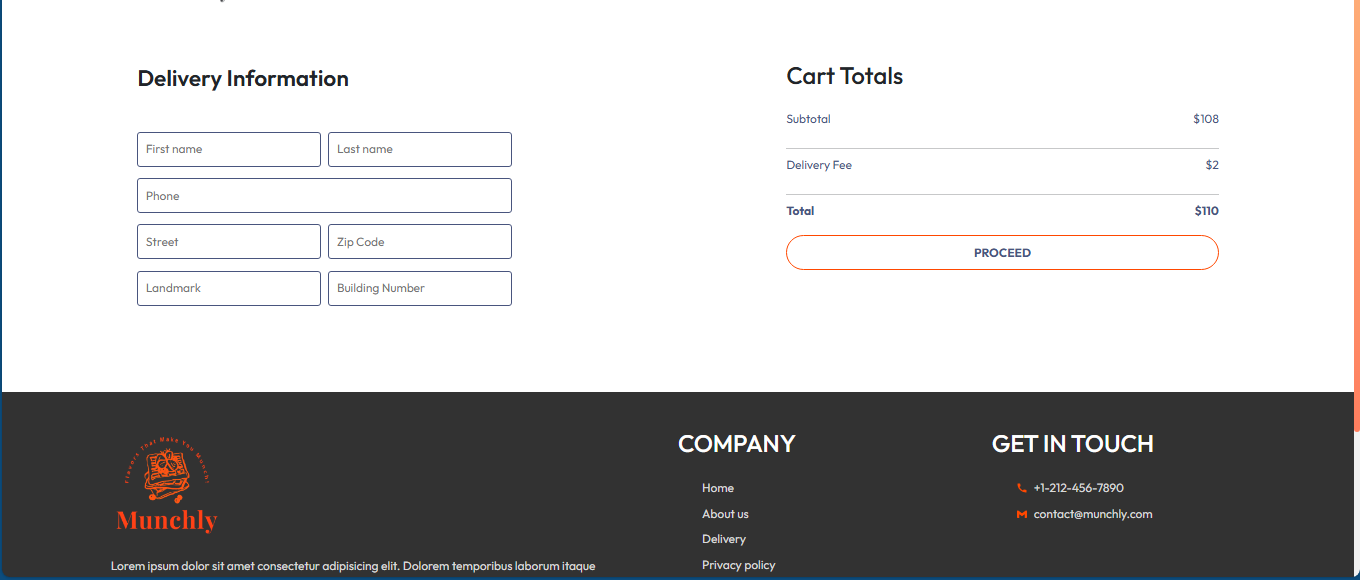 Delivery Information
First name
Last name
Phone
Street
Zip Code
Landmark
Building Number
Cart Totals
Subtotal $108
Delivery Fee $2
Total $110
PROCEED
Flavors That Make You Munch!
Munchly
Lorem ipsum dolor sit amet consectetur adipisicing elit. Dolorem temporibus laborum itaque
COMPANY
Home
About us
Delivery
Privacy policy
GET IN TOUCH
+1-212-456-7890
contact@munchly.com